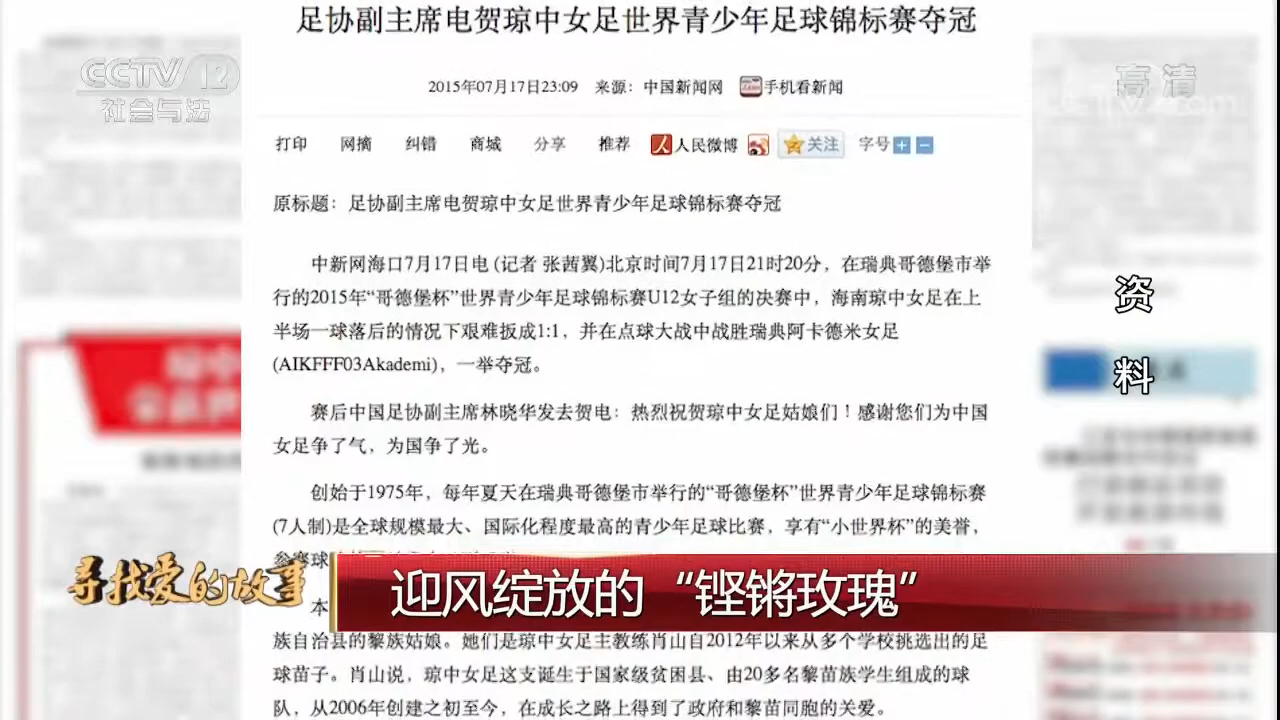 足协副主席电贺琼中女足世界青少年足球锦标赛夺冠
CCTV 12
社会与法
高清
2015年07月17日23:09 来源：中国新闻网 手机看新闻
打印 网摘 纠错 商城 分享 推荐 人民微博 关注 字号
原标题：足协副主席电贺琼中女足世界青少年足球锦标赛夺冠
中新网海口7月17日电 (记者 张茜翼)北京时间7月17日21时20分，在瑞典哥德堡市举
行的2015年“哥德堡杯”世界青少年足球锦标赛U12女子组的决赛中，海南琼中女足在上
半场一球落后的情况下艰难扳成1:1，并在点球大战中战胜瑞典阿卡德米女足
(AIKFFF03Akademi)，一举夺冠。
资
料
赛后中国足协副主席林晓华发去贺电：热烈祝贺琼中女足姑娘们！感谢您们为中国
女足争了气，为国争了光。
创始于1975年，每年夏天在瑞典哥德堡市举行的“哥德堡杯”世界青少年足球锦标赛
(7人制)是全球规模最大、国际化程度最高的青少年足球比赛，享有“小世界杯”的美誉，
参赛球
寻找爱的故事
迎风绽放的“铿锵玫瑰”
本
族自治县的黎族姑娘。她们是琼中女足主教练肖山自2012年以来从多个学校挑选出的足
球苗子。肖山说，琼中女足这支诞生于国家级贫困县、由20多名黎苗族学生组成的球
队，从2006年创建之初至今，在成长之路上得到了政府和黎苗同胞的关爱。